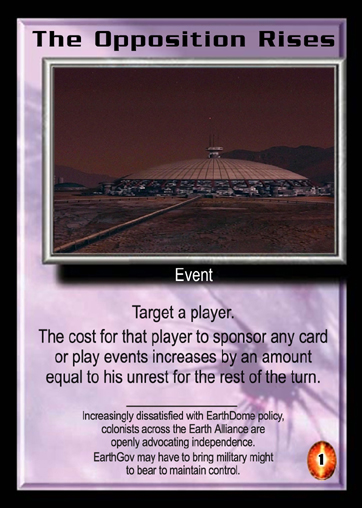 The Opposition Rises
Event
Target a player.
The cost for that player to sponsor any card
or play events increases by an amount
equal to his unrest for the rest of the turn.
Increasingly dissatisfied with EarthDome policy,
colonists across the Earth Alliance are
openly advocating independence.
EarthGov may have to bring military might
to bear to maintain control.
1